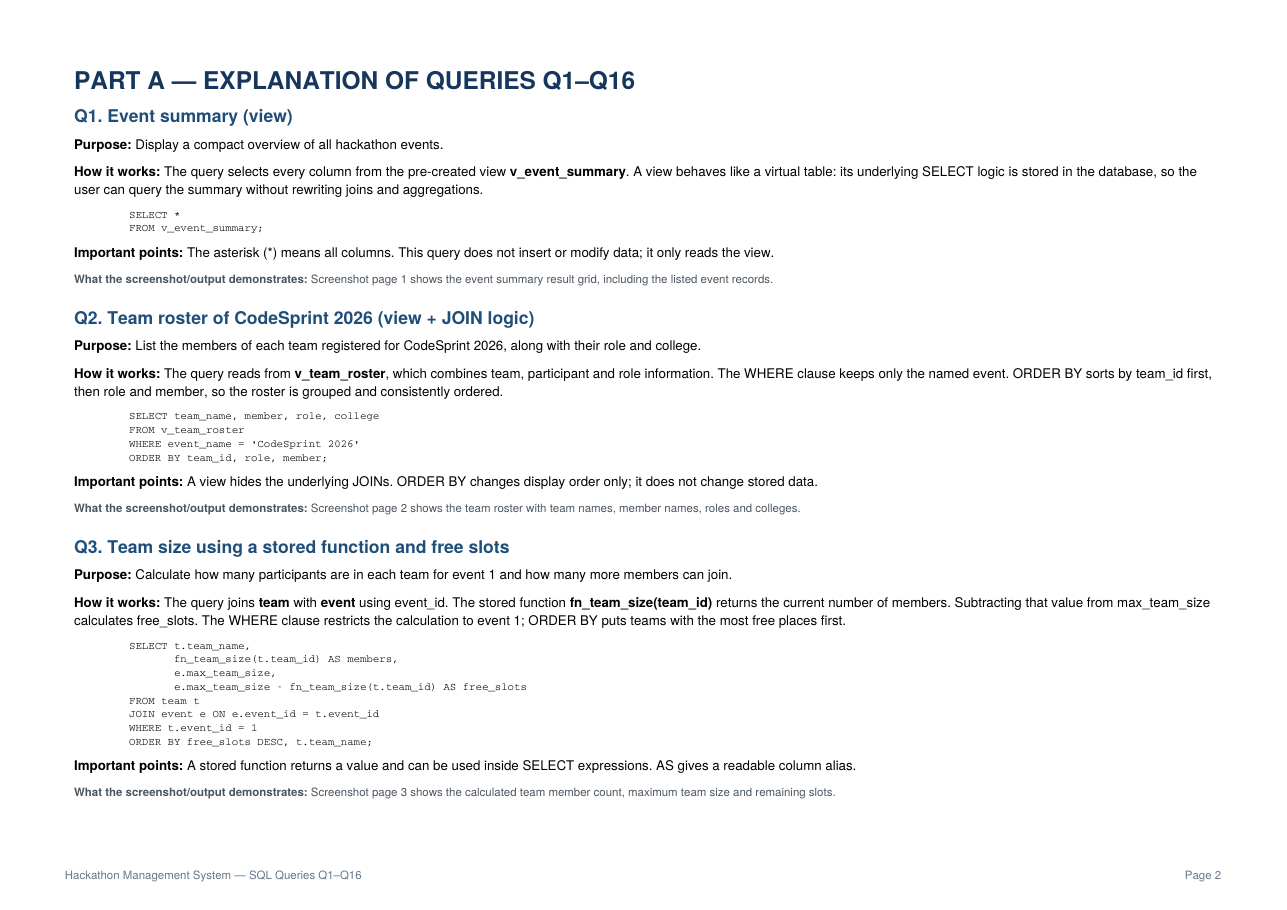 PART A — EXPLANATION OF QUERIES Q1–Q16
Q1. Event summary (view)
Purpose: Display a compact overview of all hackathon events.
How it works: The query selects every column from the pre-created view v_event_summary. A view behaves like a virtual table: its underlying SELECT logic is stored in the database, so the
user can query the summary without rewriting joins and aggregations.
SELECT *
FROM v_event_summary;
Important points: The asterisk (*) means all columns. This query does not insert or modify data; it only reads the view.
What the screenshot/output demonstrates: Screenshot page 1 shows the event summary result grid, including the listed event records.
Q2. Team roster of CodeSprint 2026 (view + JOIN logic)
Purpose: List the members of each team registered for CodeSprint 2026, along with their role and college.
How it works: The query reads from v_team_roster, which combines team, participant and role information. The WHERE clause keeps only the named event. ORDER BY sorts by team_id first,
then role and member, so the roster is grouped and consistently ordered.
SELECT team_name, member, role, college
FROM v_team_roster
WHERE event_name = 'CodeSprint 2026'
ORDER BY team_id, role, member;
Important points: A view hides the underlying JOINs. ORDER BY changes display order only; it does not change stored data.
What the screenshot/output demonstrates: Screenshot page 2 shows the team roster with team names, member names, roles and colleges.
Q3. Team size using a stored function and free slots
Purpose: Calculate how many participants are in each team for event 1 and how many more members can join.
How it works: The query joins team with event using event_id. The stored function fn_team_size(team_id) returns the current number of members. Subtracting that value from max_team_size
calculates free_slots. The WHERE clause restricts the calculation to event 1; ORDER BY puts teams with the most free places first.
SELECT t.team_name,
fn_team_size(t.team_id) AS members,
e.max_team_size,
e.max_team_size - fn_team_size(t.team_id) AS free_slots
FROM team t
JOIN event e ON e.event_id = t.event_id
WHERE t.event_id = 1
ORDER BY free_slots DESC, t.team_name;
Important points: A stored function returns a value and can be used inside SELECT expressions. AS gives a readable column alias.
What the screenshot/output demonstrates: Screenshot page 3 shows the calculated team member count, maximum team size and remaining slots.
Hackathon Management System — SQL Queries Q1–Q16
Page 2